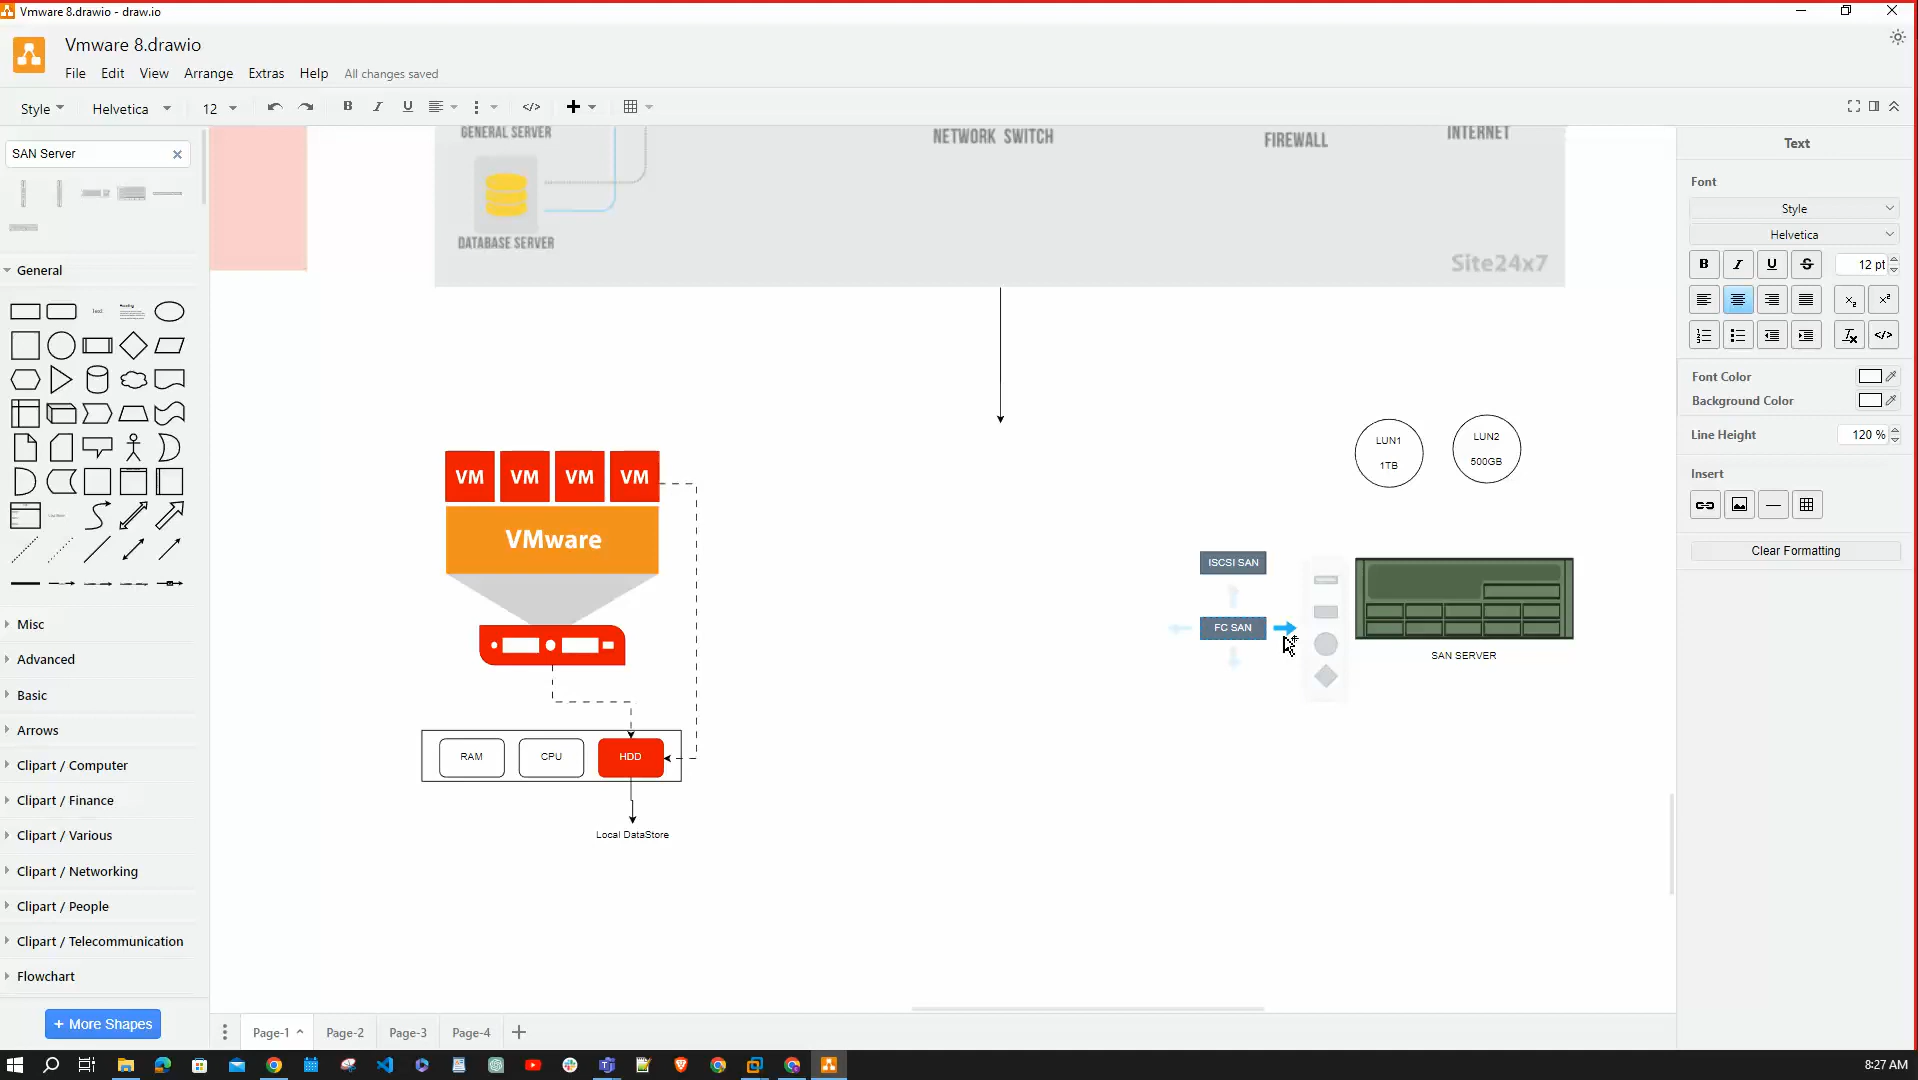 Vmware 8.drawio - draw.io
Vmware 8.drawio
File Edit View Arrange Extras Help All changes saved
Style Helvetica 12 B I U </>
SAN Server
General
Text
Heading
Misc
Advanced
Basic
Arrows
Clipart / Computer
Clipart / Finance
Clipart / Various
Clipart / Networking
Clipart / People
Clipart / Telecommunication
Flowchart
+ More Shapes
GENERAL SERVER
DATABASE SERVER
NETWORK SWITCH
FIREWALL
INTERNET
Site24x7
VM VM VM VM
VMware
RAM CPU HDD
Local DataStore
LUN1
1TB
LUN2
500GB
ISCSI SAN
FC SAN
SAN SERVER
Text
Font
Style
Helvetica
B I U S 12 pt
Font Color
Background Color
Line Height 120 %
Insert
Clear Formatting
Page-1 Page-2 Page-3 Page-4
8:27 AM